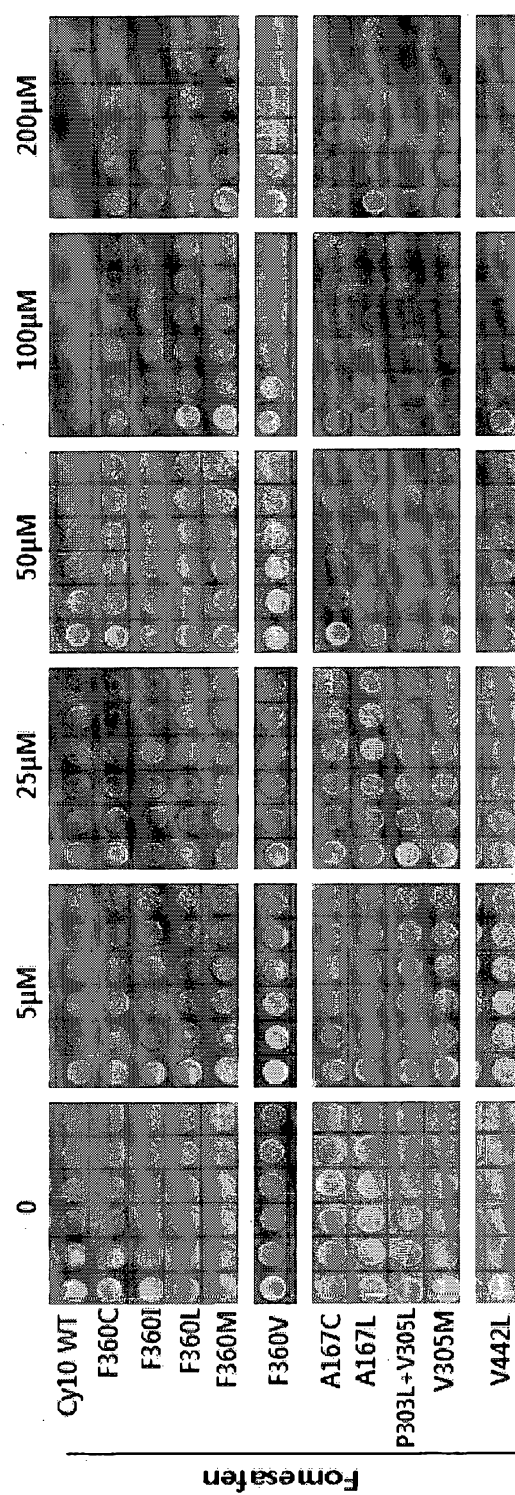 0 5μM 25μM 50μM 100μM 200μM
Cy10 WT
F360C
F360I
F360L
F360M
F360V
A167C
A167L
P303L+V305L
V305M
V442L
Fomesafen